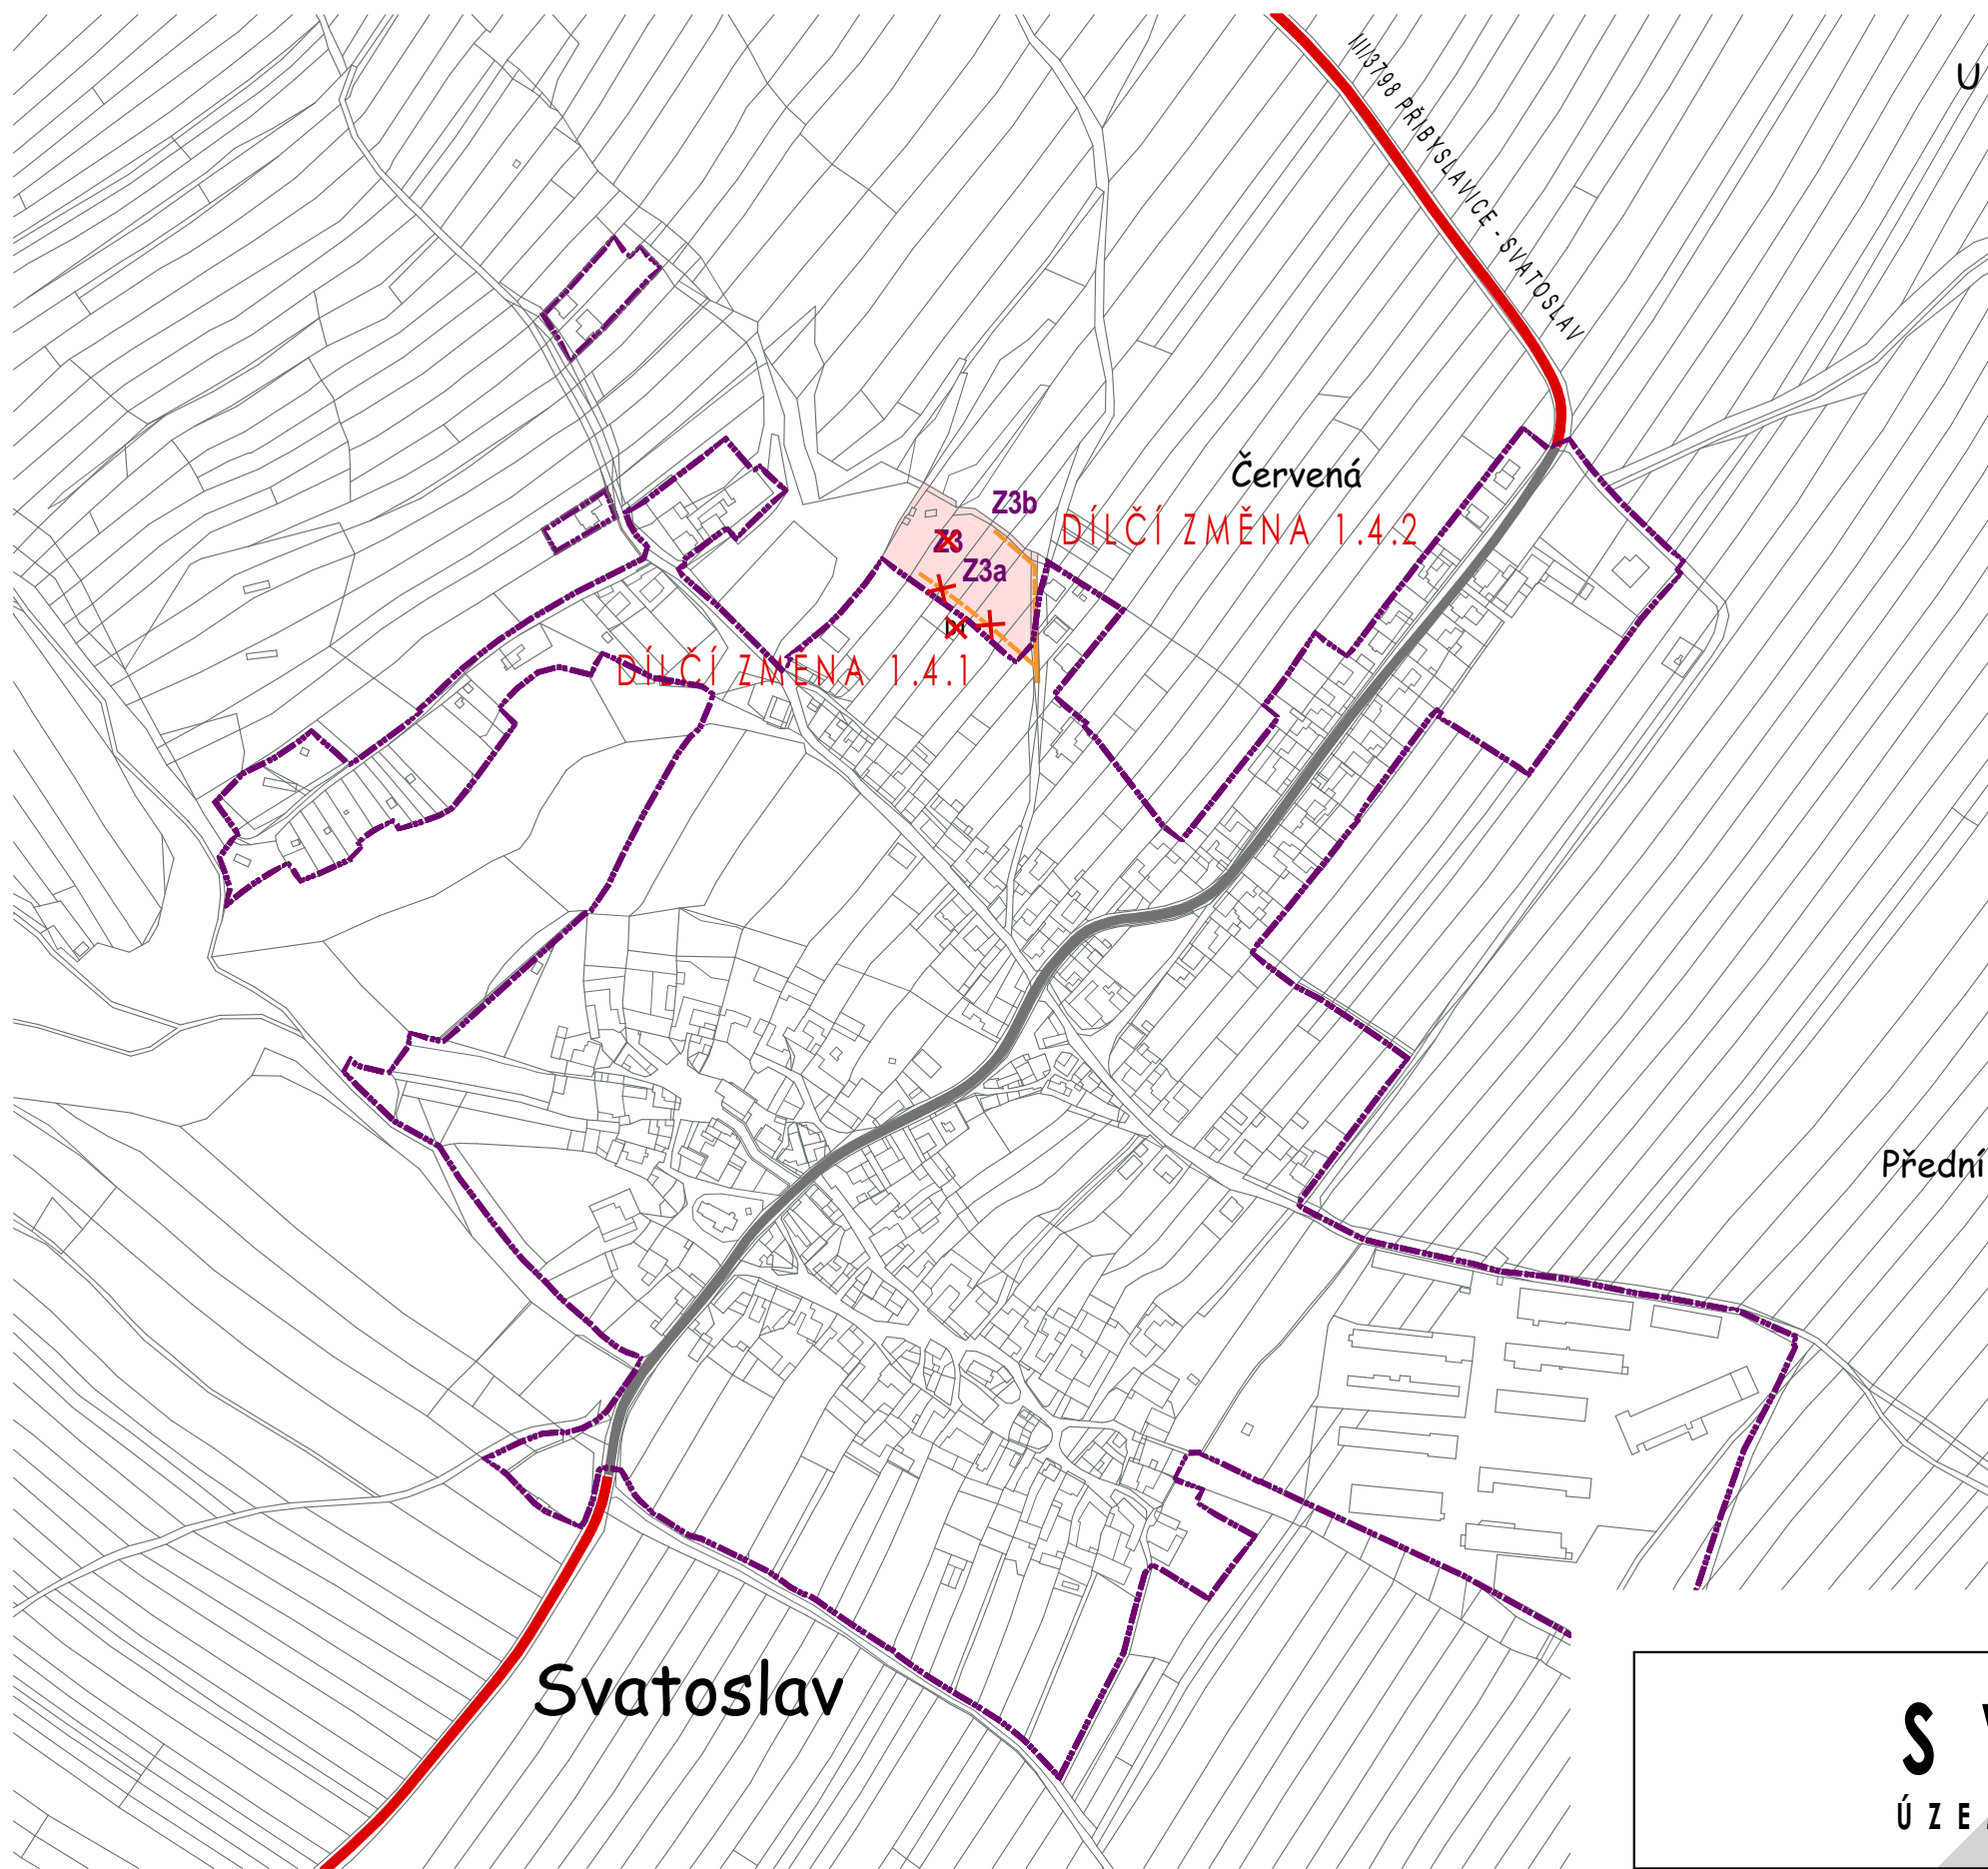 III/3798 PŘIBYSLAVICE - SVATOSLAV
U
Červená
Z3b
DÍLČÍ ZMĚNA 1.4.2
Z3
Z3a
DÍLČÍ ZMĚNA 1.4.1
Přední
Svatoslav
S V
ÚZE